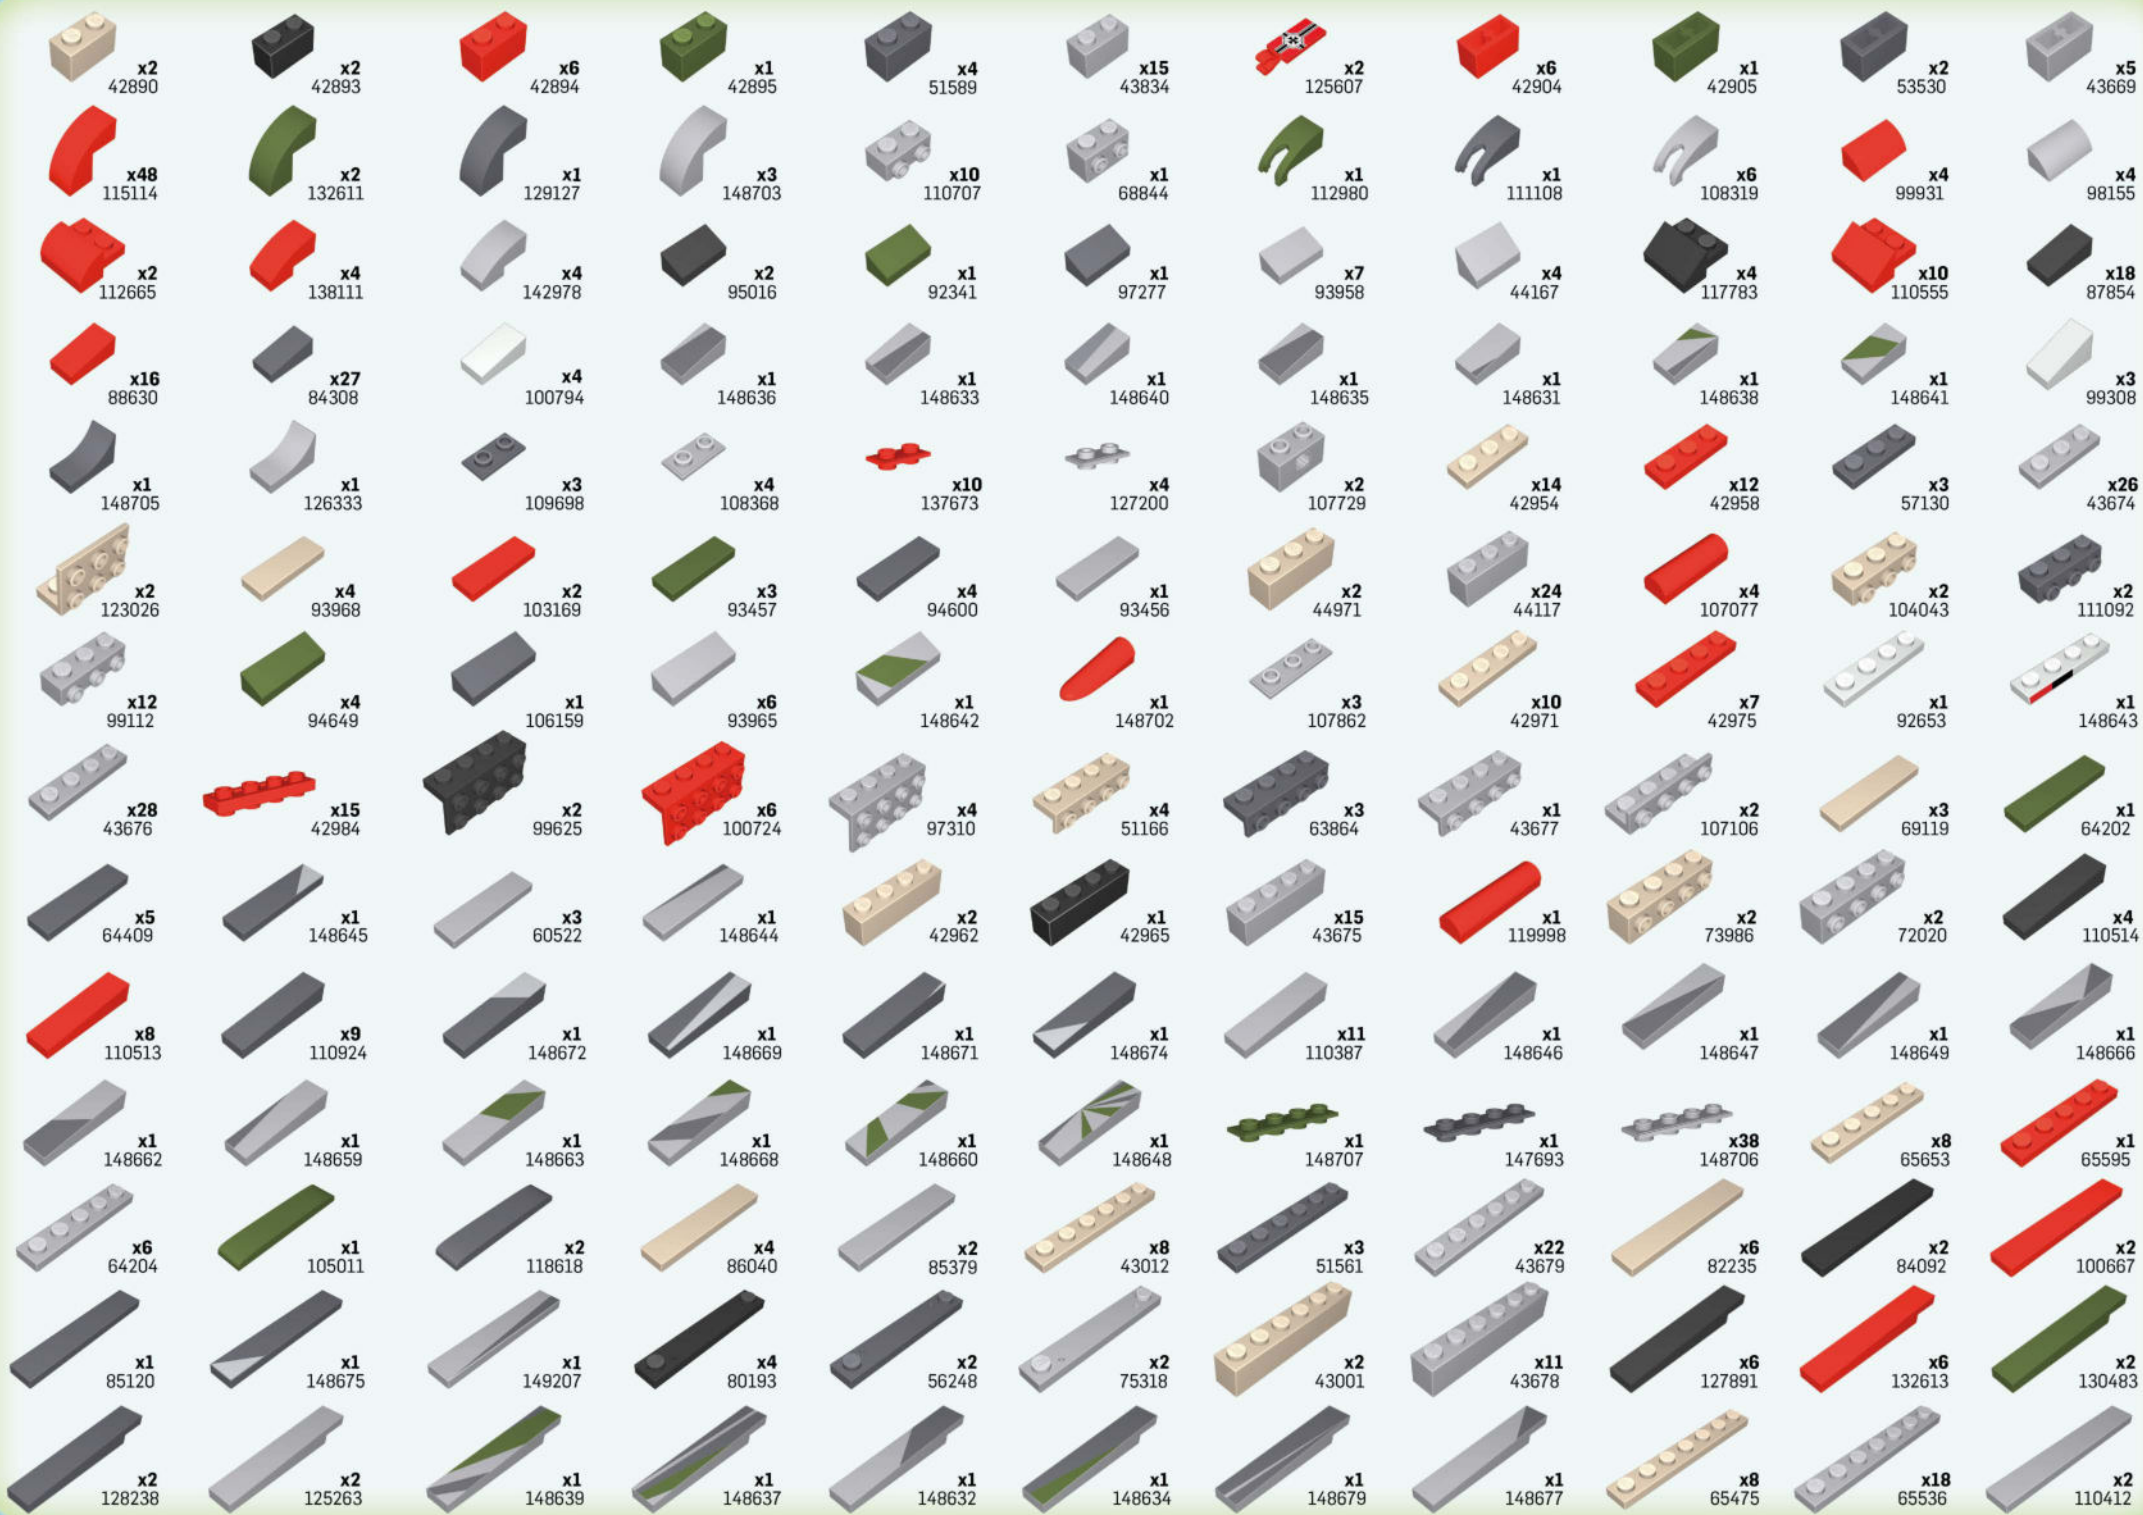 x2 x2 x6 x1 x4 x15 x2 x6 x1 x2 x5
42890 42893 42894 42895 51589 43834 125607 42904 42905 53530 43669
x48 x2 x1 x3 x10 x1 x1 x1 x6 x4 x4
115114 132611 129127 148703 110707 68844 112980 111108 108319 99931 98155
x2 x4 x4 x2 x1 x1 x7 x4 x4 x10 x18
112665 138111 142978 95016 92341 97277 93958 44167 117783 110555 87854
x16 x27 x4 x1 x1 x1 x1 x1 x1 x1 x3
88630 84308 100794 148636 148633 148640 148635 148631 148638 148641 99308
x1 x1 x3 x4 x10 x4 x2 x14 x12 x3 x26
148705 126333 109698 108368 137673 127200 107729 42954 42958 57130 43674
x2 x4 x2 x3 x4 x1 x2 x24 x4 x2 x2
123026 93968 103169 93457 94600 93456 44971 44117 107077 104043 111092
x12 x4 x1 x6 x1 x1 x3 x10 x7 x1 x1
99112 94649 106159 93965 148642 148702 107862 42971 42975 92653 148643
x28 x15 x2 x6 x4 x4 x3 x1 x2 x3 x1
43676 42984 99625 100724 97310 51166 63864 43677 107106 69119 64202
x5 x1 x3 x1 x2 x1 x15 x1 x2 x2 x4
64409 148645 60522 148644 42962 42965 43675 119998 73986 72020 110514
x8 x9 x1 x1 x1 x1 x11 x1 x1 x1 x1
110513 110924 148672 148669 148671 148674 110387 148646 148647 148649 148666
x1 x1 x1 x1 x1 x1 x1 x1 x38 x8 x1
148662 148659 148663 148668 148660 148648 148707 147693 148706 65653 65595
x6 x1 x2 x4 x2 x8 x3 x22 x6 x2 x2
64204 105011 118618 86040 85379 43012 51561 43679 82235 84092 100667
x1 x1 x1 x4 x2 x2 x2 x11 x6 x6 x2
85120 148675 149207 80193 56248 75318 43001 43678 127891 132613 130483
x2 x2 x1 x1 x1 x1 x1 x1 x8 x18 x2
128238 125263 148639 148637 148632 148634 148679 148677 65475 65536 110412